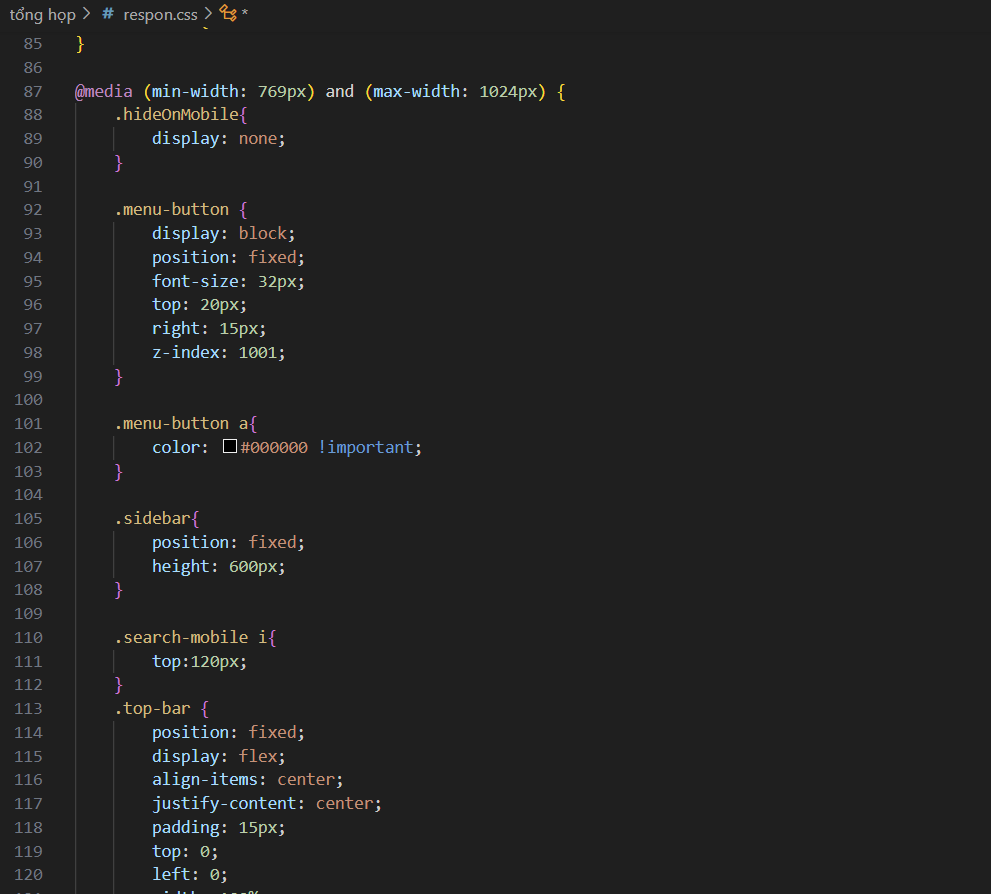 tổng họp > # respon.css > *
85 }
86
87 @media (min-width: 769px) and (max-width: 1024px) {
88 .hideOnMobile{
89 display: none;
90 }
91
92 .menu-button {
93 display: block;
94 position: fixed;
95 font-size: 32px;
96 top: 20px;
97 right: 15px;
98 z-index: 1001;
99 }
100
101 .menu-button a{
102 color: #000000 !important;
103 }
104
105 .sidebar{
106 position: fixed;
107 height: 600px;
108 }
109
110 .search-mobile i{
111 top:120px;
112 }
113 .top-bar {
114 position: fixed;
115 display: flex;
116 align-items: center;
117 justify-content: center;
118 padding: 15px;
119 top: 0;
120 left: 0;